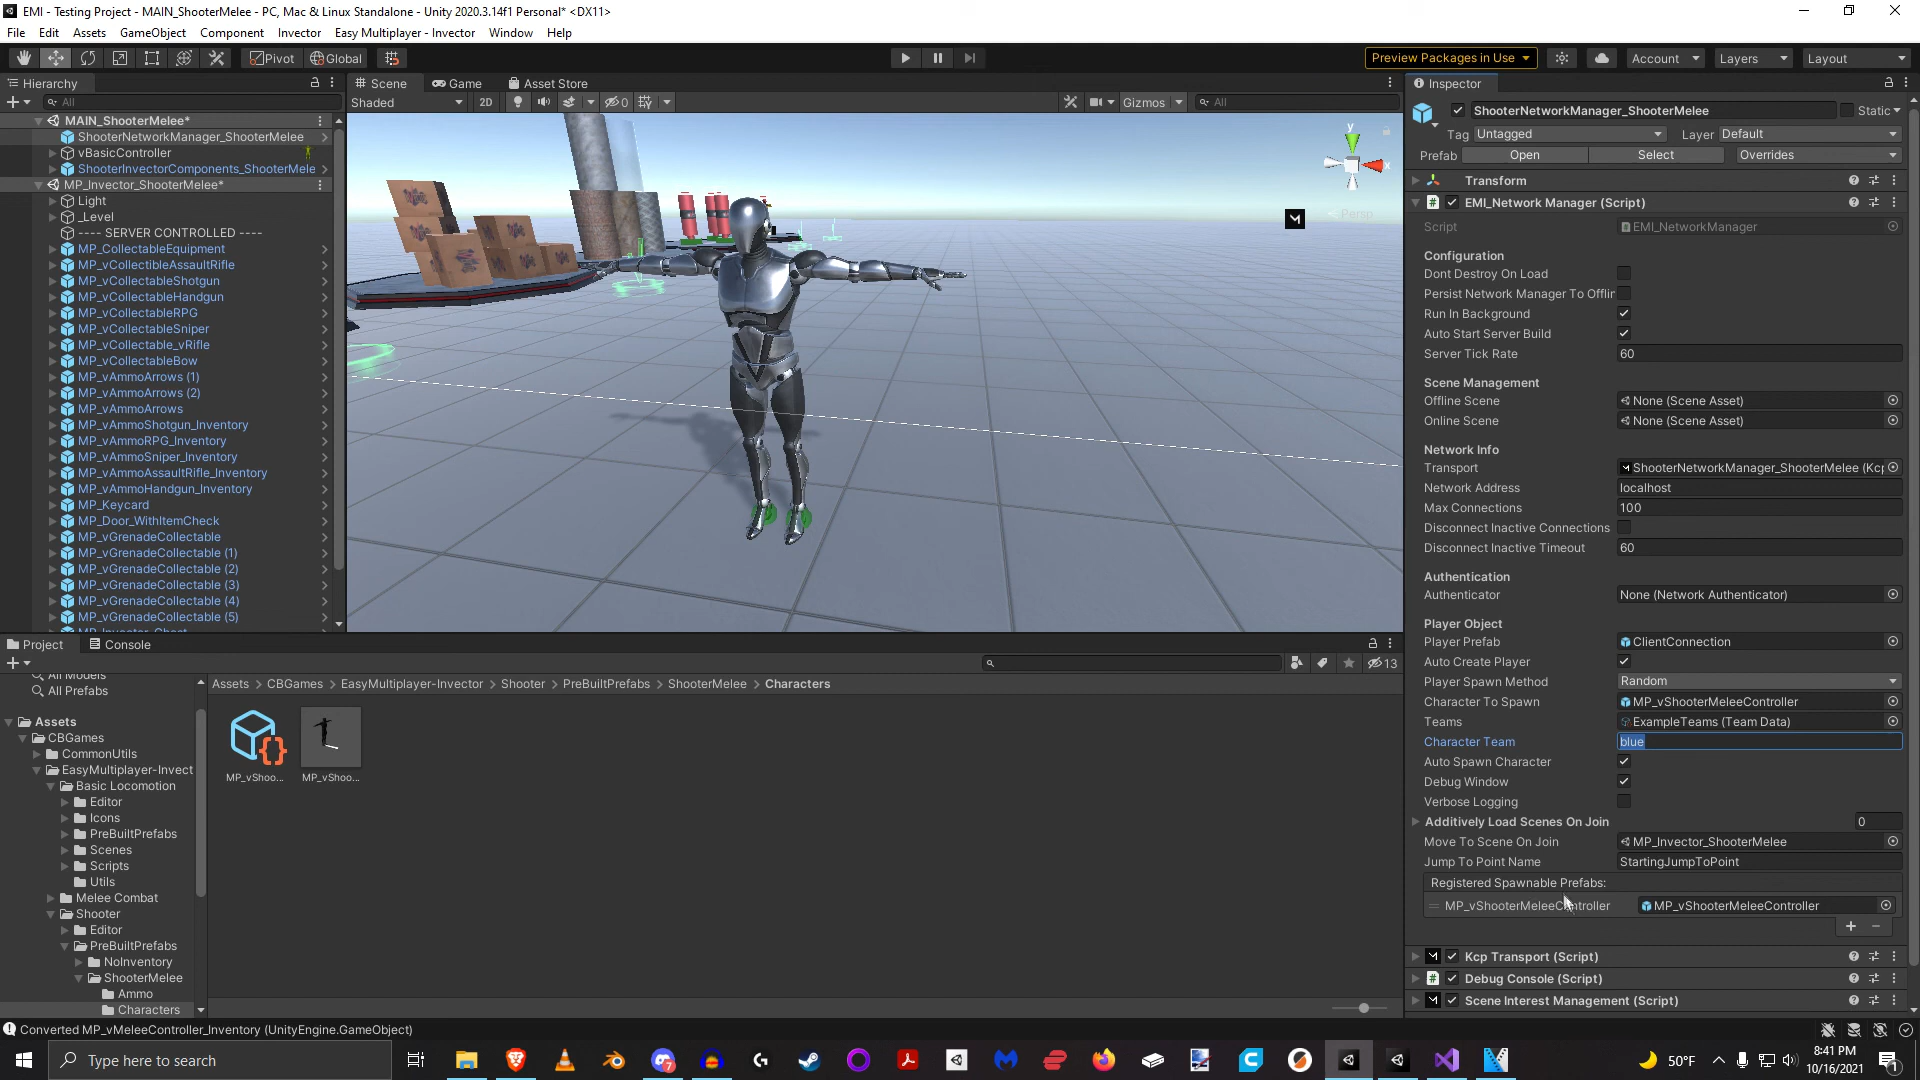 EMI - Testing Project - MAIN_ShooterMelee - PC, Mac & Linux Standalone - Unity 2020.3.14f1 Personal* <DX11>
File Edit Assets GameObject Component Invector Easy Multiplayer - Invector Window Help
Pivot Global Preview Packages in Use Account Layers Layout
Hierarchy
All
MAIN_ShooterMelee*
ShooterNetworkManager_ShooterMelee
vBasicController
ShooterInvectorComponents_ShooterMele
MP_Invector_ShooterMelee*
Light
_Level
---- SERVER CONTROLLED ----
MP_CollectableEquipment
MP_vCollectibleAssaultRifle
MP_vCollectableShotgun
MP_vCollectableHandgun
MP_vCollectableRPG
MP_vCollectableSniper
MP_vCollectable_vRifle
MP_vCollectableBow
MP_vAmmoArrows (1)
MP_vAmmoArrows (2)
MP_vAmmoArrows
MP_vAmmoShotgun_Inventory
MP_vAmmoRPG_Inventory
MP_vAmmoSniper_Inventory
MP_vAmmoAssaultRifle_Inventory
MP_vAmmoHandgun_Inventory
MP_Keycard
MP_Door_WithItemCheck
MP_vGrenadeCollectable
MP_vGrenadeCollectable (1)
MP_vGrenadeCollectable (2)
MP_vGrenadeCollectable (3)
MP_vGrenadeCollectable (4)
MP_vGrenadeCollectable (5)
Scene Game Asset Store
Shaded 2D 0 Gizmos All
y
x
Persp
Inspector
ShooterNetworkManager_ShooterMelee Static
Tag Untagged Layer Default
Prefab Open Select Overrides
Transform
EMI_Network Manager (Script)
Script EMI_NetworkManager
Configuration
Dont Destroy On Load
Persist Network Manager To Offlir
Run In Background
Auto Start Server Build
Server Tick Rate 60
Scene Management
Offline Scene None (Scene Asset)
Online Scene None (Scene Asset)
Network Info
Transport ShooterNetworkManager_ShooterMelee (Kcp
Network Address localhost
Max Connections 100
Disconnect Inactive Connections
Disconnect Inactive Timeout 60
Authentication
Authenticator None (Network Authenticator)
Player Object
Player Prefab ClientConnection
Auto Create Player
Player Spawn Method Random
Character To Spawn MP_vShooterMeleeController
Teams ExampleTeams (Team Data)
Character Team blue
Auto Spawn Character
Debug Window
Verbose Logging
Additively Load Scenes On Join 0
Move To Scene On Join MP_Invector_ShooterMelee
Jump To Point Name StartingJumpToPoint
Registered Spawnable Prefabs:
MP_vShooterMeleeController MP_vShooterMeleeController
Kcp Transport (Script)
Debug Console (Script)
Scene Interest Management (Script)
Project Console
13
All Models
All Prefabs
Assets
CBGames
CommonUtils
EasyMultiplayer-Invect
Basic Locomotion
Editor
Icons
PreBuiltPrefabs
Scenes
Scripts
Utils
Melee Combat
Shooter
Editor
PreBuiltPrefabs
NoInventory
ShooterMelee
Ammo
Characters
Assets > CBGames > EasyMultiplayer-Invector > Shooter > PreBuiltPrefabs > ShooterMelee > Characters
MP_vShoo... MP_vShoo...
Converted MP_vMeleeController_Inventory (UnityEngine.GameObject)
Type here to search
7
50°F
8:41 PM
10/16/2021
1